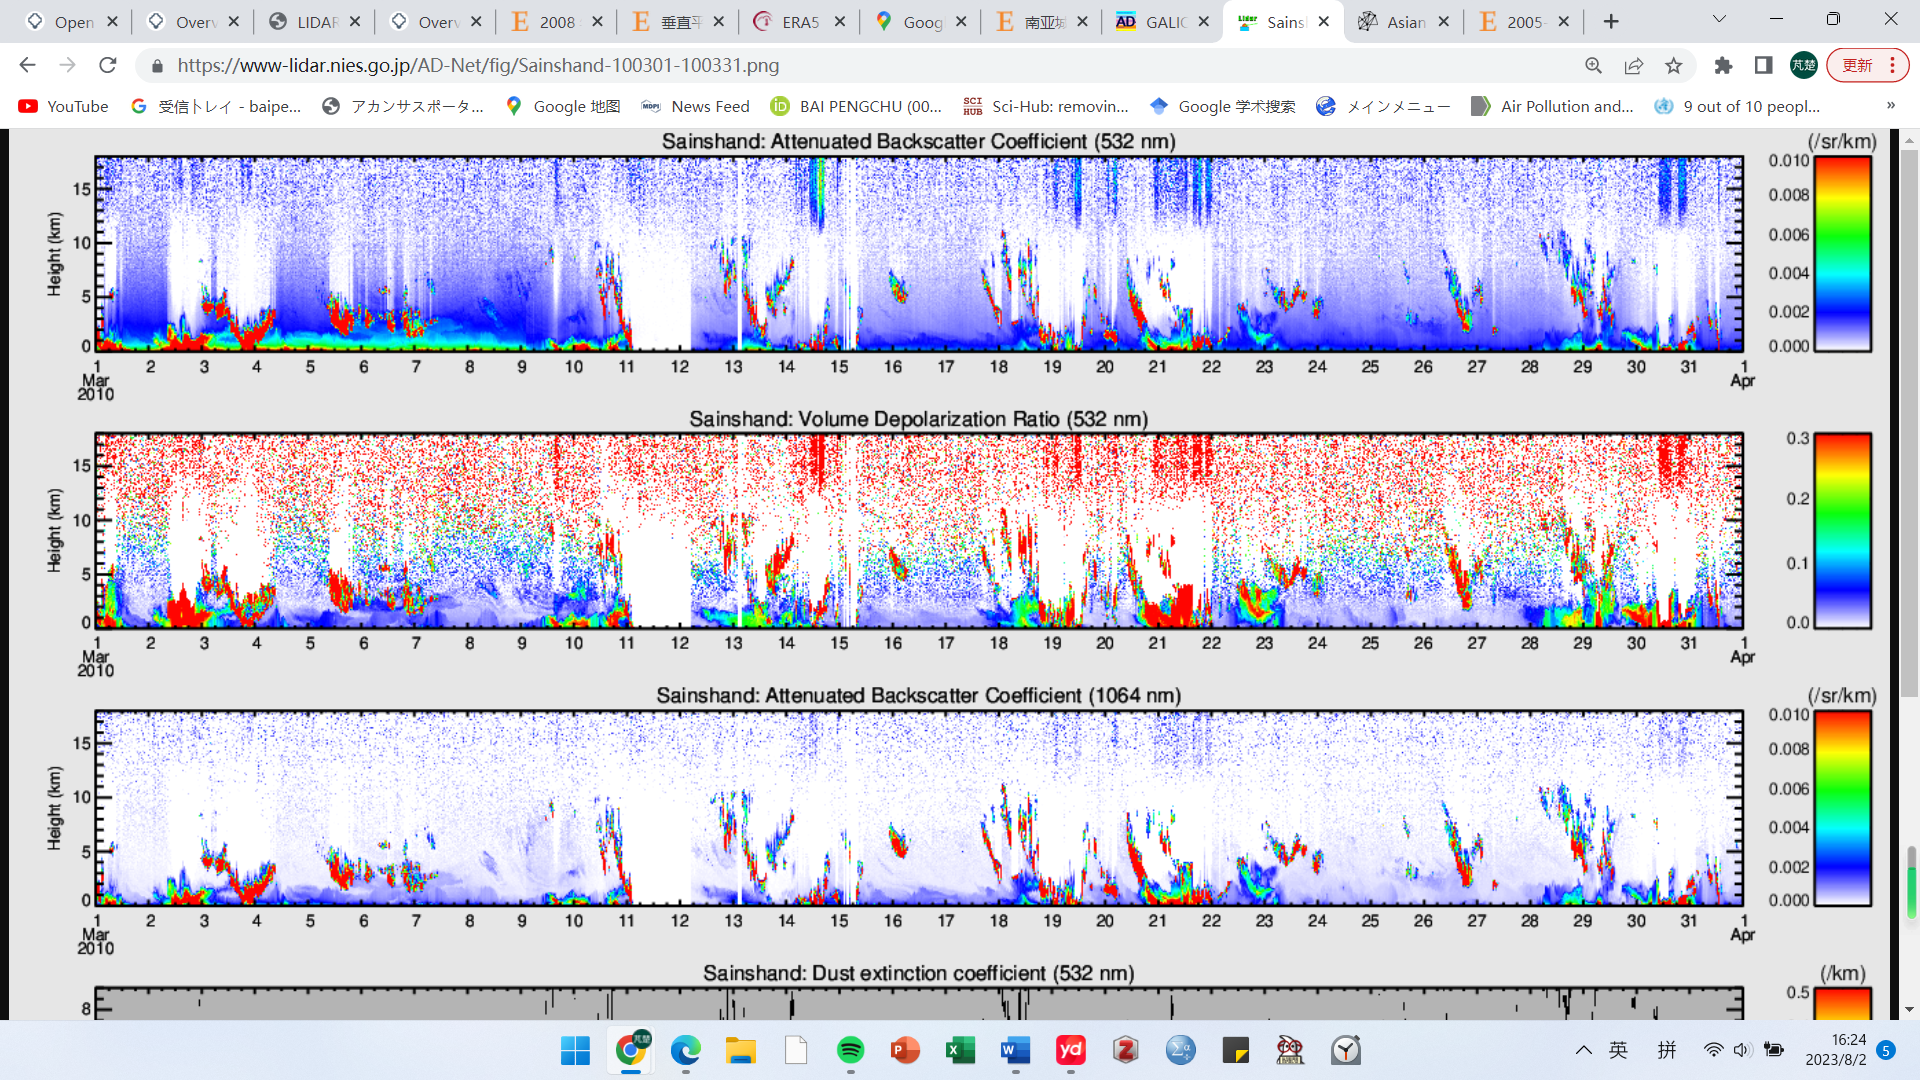 Open
Overv
LIDAR
Overv
2008
垂直平
ERA5
Goog
南亚城
GALIO
Sainsh
Asian
2005-
https://www-lidar.nies.go.jp/AD-Net/fig/Sainshand-100301-100331.png
更新
YouTube
受信トレイ - baipe...
アカンサスポータ...
Google 地图
News Feed
BAI PENGCHU (00...
Sci-Hub: removin...
Google 学术搜索
メインメニュー
Air Pollution and...
9 out of 10 peopl...
»
Sainshand: Attenuated Backscatter Coefficient (532 nm)
(/sr/km)
Height (km)
15
10
5
0
1 2 3 4 5 6 7 8 9 10 11 12 13 14 15 16 17 18 19 20 21 22 23 24 25 26 27 28 29 30 31 1
Mar
2010
Apr
0.010
0.008
0.006
0.004
0.002
0.000
Sainshand: Volume Depolarization Ratio (532 nm)
Height (km)
15
10
5
0
1 2 3 4 5 6 7 8 9 10 11 12 13 14 15 16 17 18 19 20 21 22 23 24 25 26 27 28 29 30 31 1
Mar
2010
Apr
0.3
0.2
0.1
0.0
Sainshand: Attenuated Backscatter Coefficient (1064 nm)
(/sr/km)
Height (km)
15
10
5
0
1 2 3 4 5 6 7 8 9 10 11 12 13 14 15 16 17 18 19 20 21 22 23 24 25 26 27 28 29 30 31 1
Mar
2010
Apr
0.010
0.008
0.006
0.004
0.002
0.000
Sainshand: Dust extinction coefficient (532 nm)
(/km)
8
0.5
英
拼
16:24
2023/8/2
5